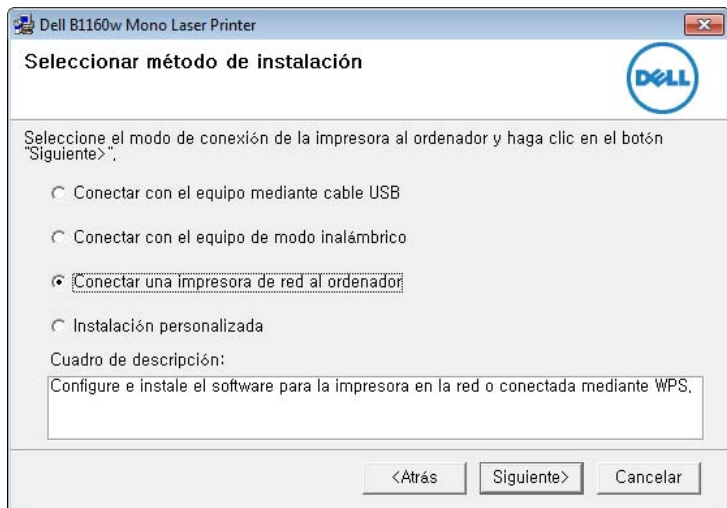 Dell B1160w Mono Laser Printer
Seleccionar método de instalación
DELL
Seleccione el modo de conexión de la impresora al ordenador y haga clic en el botón
"Siguiente>",
Conectar con el equipo mediante cable USB
Conectar con el equipo de modo inalámbrico
Conectar una impresora de red al ordenador
Instalación personalizada
Cuadro de descripción:
Configure e instale el software para la impresora en la red o conectada mediante WPS,
<Atrás
Siguiente>
Cancelar